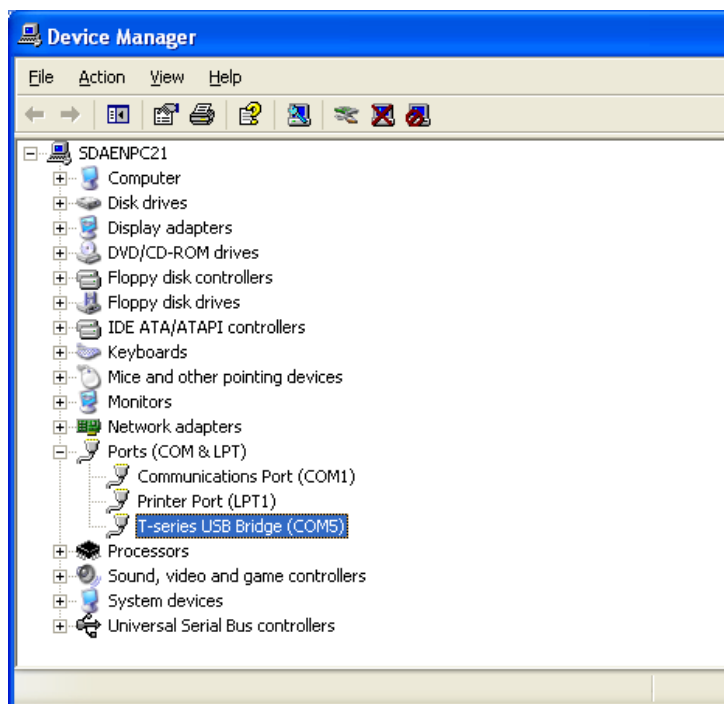 Device Manager
File Action View Help
SDAENPC21
Computer
Disk drives
Display adapters
DVD/CD-ROM drives
Floppy disk controllers
Floppy disk drives
IDE ATA/ATAPI controllers
Keyboards
Mice and other pointing devices
Monitors
Network adapters
Ports (COM & LPT)
Communications Port (COM1)
Printer Port (LPT1)
T-series USB Bridge (COM5)
Processors
Sound, video and game controllers
System devices
Universal Serial Bus controllers